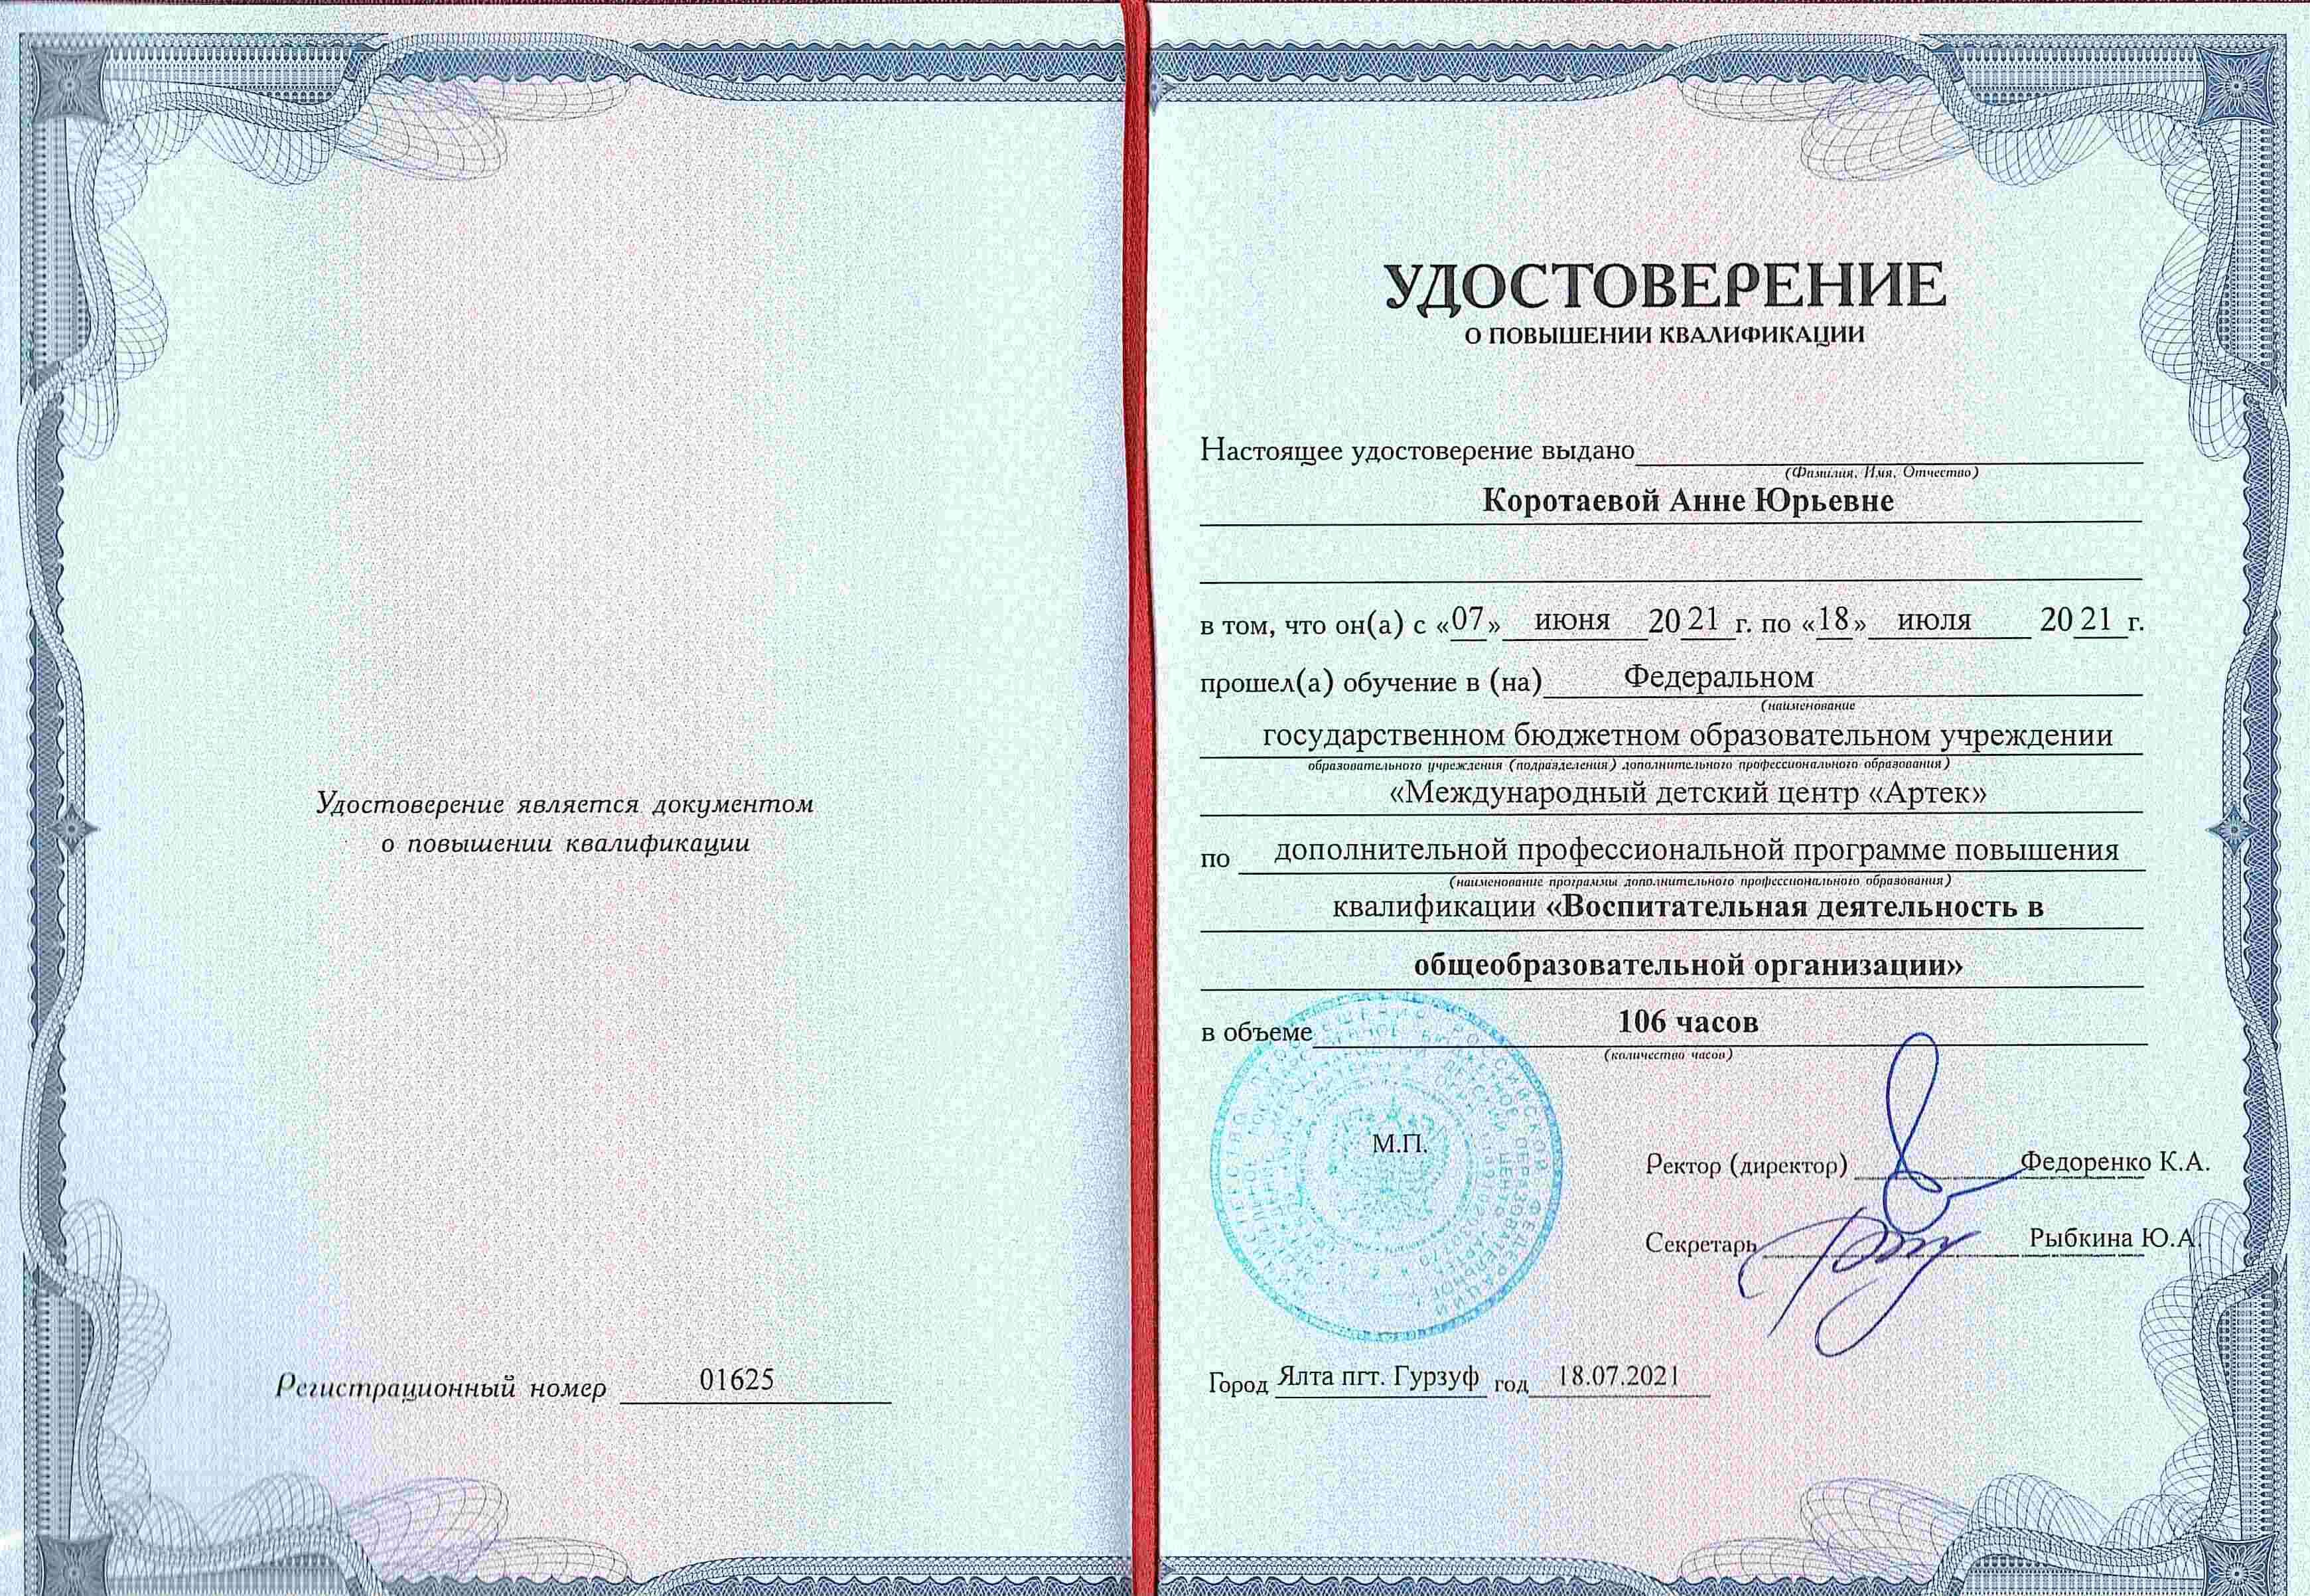 Удостоверение является документом
о повышении квалификации
Регистрационный номер 01625
УДОСТОВЕРЕНИЕ
О ПОВЫШЕНИИ КВАЛИФИКАЦИИ
Настоящее удостоверение выдано
(Фамилия, Имя, Отчество)
Коротаевой Анне Юрьевне
в том, что он(а) с «07» июня 2021 г. по «18» июля 2021 г.
прошел(а) обучение в (на) Федеральном
(наименование
государственном бюджетном образовательном учреждении
образовательного учреждения (подразделения) дополнительного профессионального образования)
«Международный детский центр «Артек»
по дополнительной профессиональной программе повышения
(наименование программы дополнительного профессионального образования)
квалификации «Воспитательная деятельность в
общеобразовательной организации»
в объеме 106 часов
(количество часов)
М.П.
Ректор (директор) Федоренко К.А.
Секретарь Рыбкина Ю.А.
Город Ялта пгт. Гурзуф год 18.07.2021